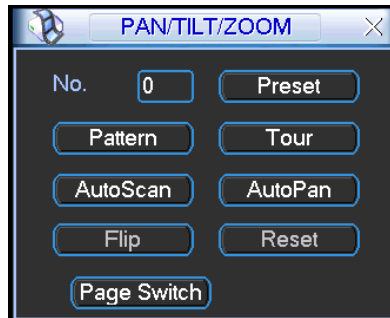 PAN/TILT/ZOOM
No. 0 Preset
Pattern Tour
AutoScan AutoPan
Flip Reset
Page Switch